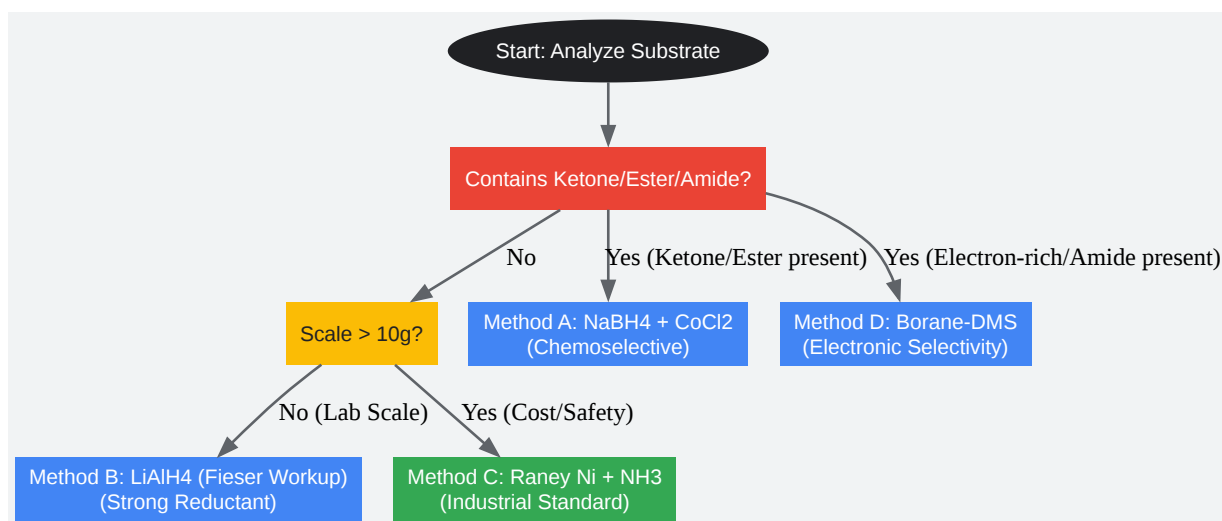 Start: Analyze Substrate
Contains Ketone/Ester/Amide?
No
Yes (Ketone/Ester present)
Yes (Electron-rich/Amide present)
Scale > 10g?
Method A: NaBH4 + CoCl2
(Chemoselective)
Method D: Borane-DMS
(Electronic Selectivity)
No (Lab Scale)
Yes (Cost/Safety)
Method B: LiAlH4 (Fieser Workup)
(Strong Reductant)
Method C: Raney Ni + NH3
(Industrial Standard)